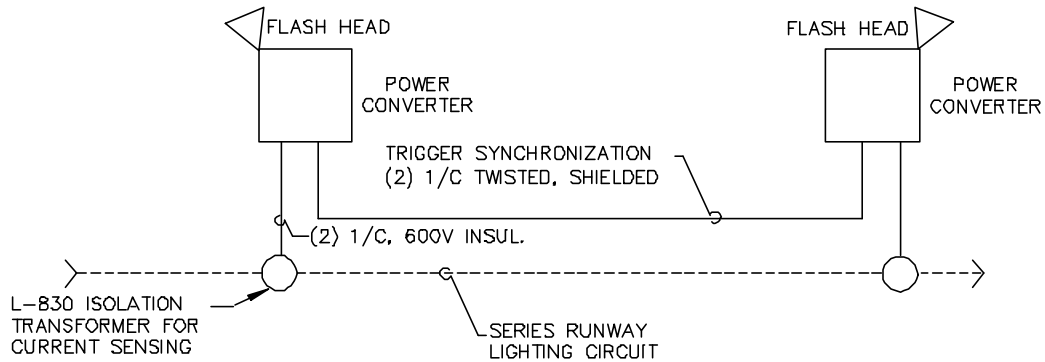 FLASH HEAD
FLASH HEAD
POWER
CONVERTER
POWER
CONVERTER
TRIGGER SYNCHRONIZATION
(2) 1/C TWISTED, SHIELDED
(2) 1/C, 600V INSUL.
L-830 ISOLATION
TRANSFORMER FOR
CURRENT SENSING
SERIES RUNWAY
LIGHTING CIRCUIT